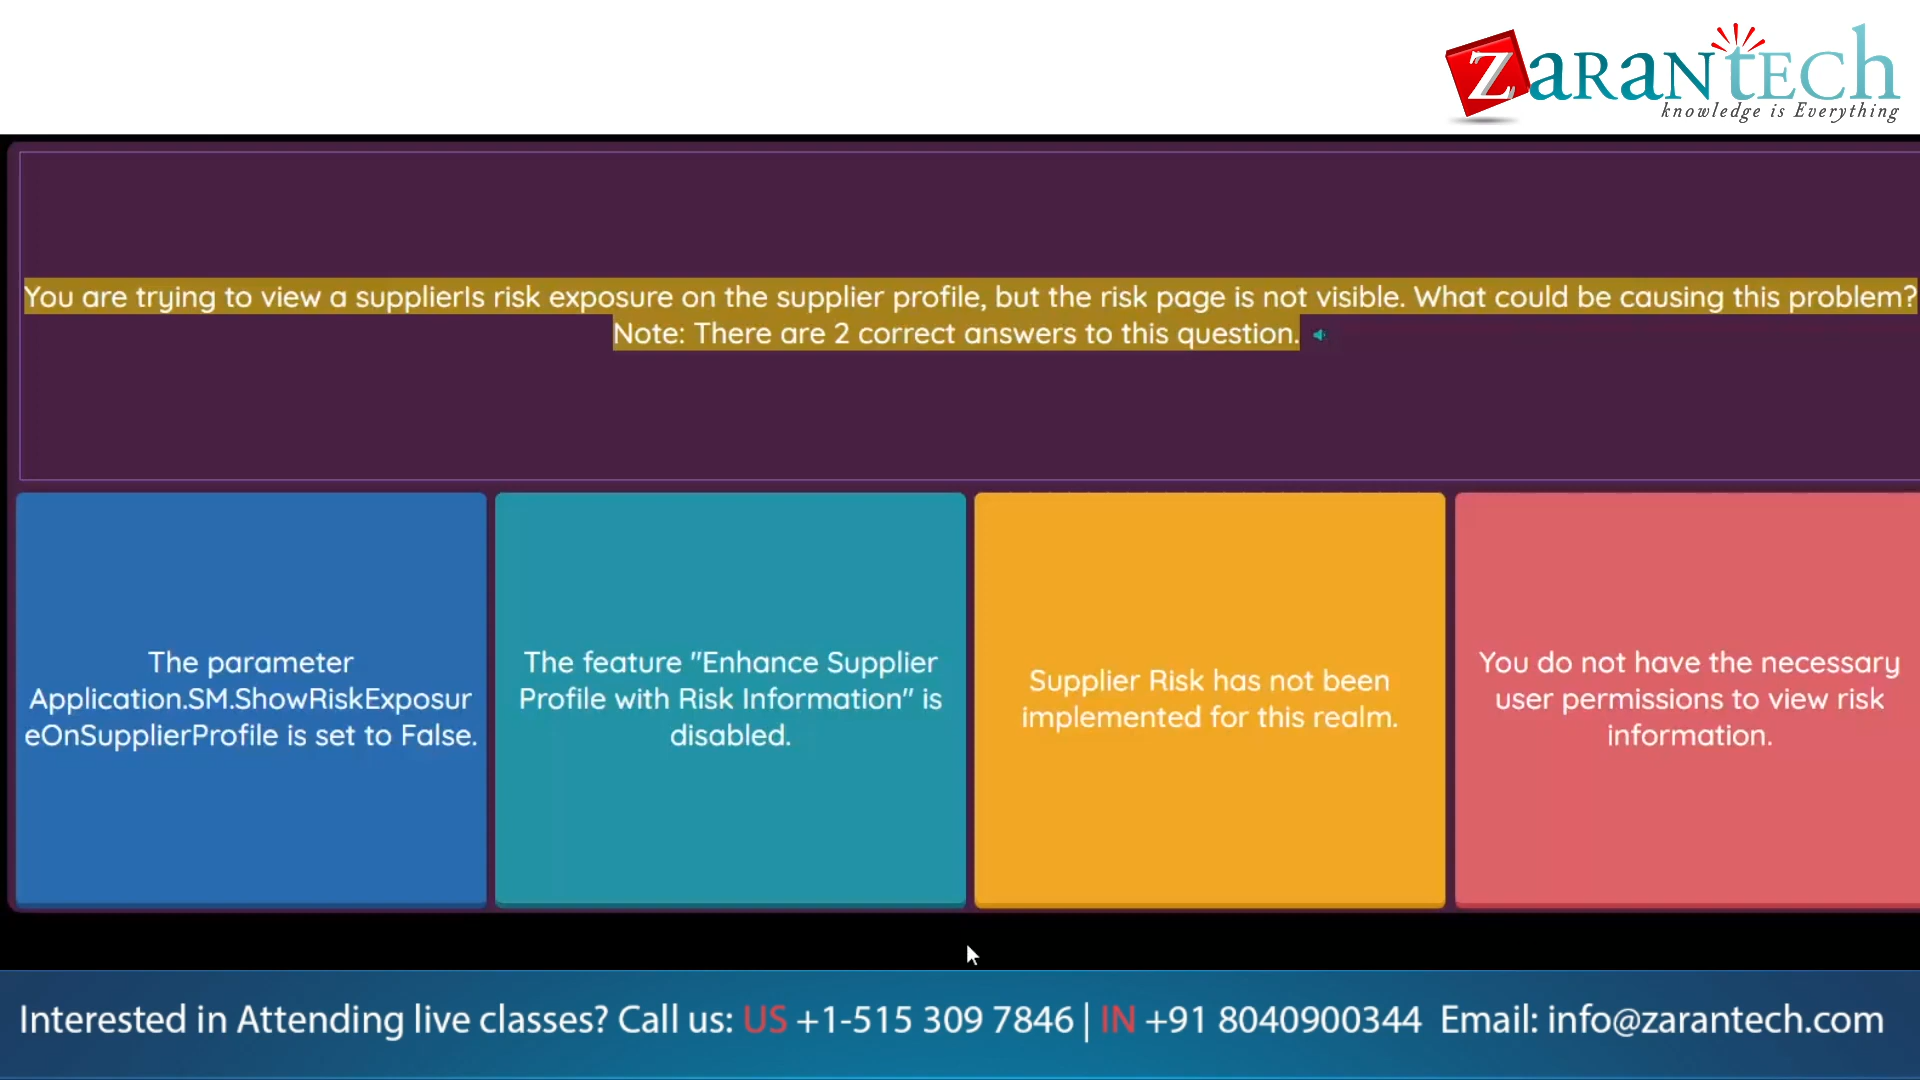 ZaRaNTECh
knowledge is Everything
You are trying to view a supplierIs risk exposure on the supplier profile, but the risk page is not visible. What could be causing this problem?
Note: There are 2 correct answers to this question.
The parameter
Application.SM.ShowRiskExposur
eOnSupplierProfile is set to False.
The feature "Enhance Supplier
Profile with Risk Information" is
disabled.
Supplier Risk has not been
implemented for this realm.
You do not have the necessary
user permissions to view risk
information.
Interested in Attending live classes? Call us: US +1-515 309 7846 | IN +91 8040900344 Email: info@zarantech.com